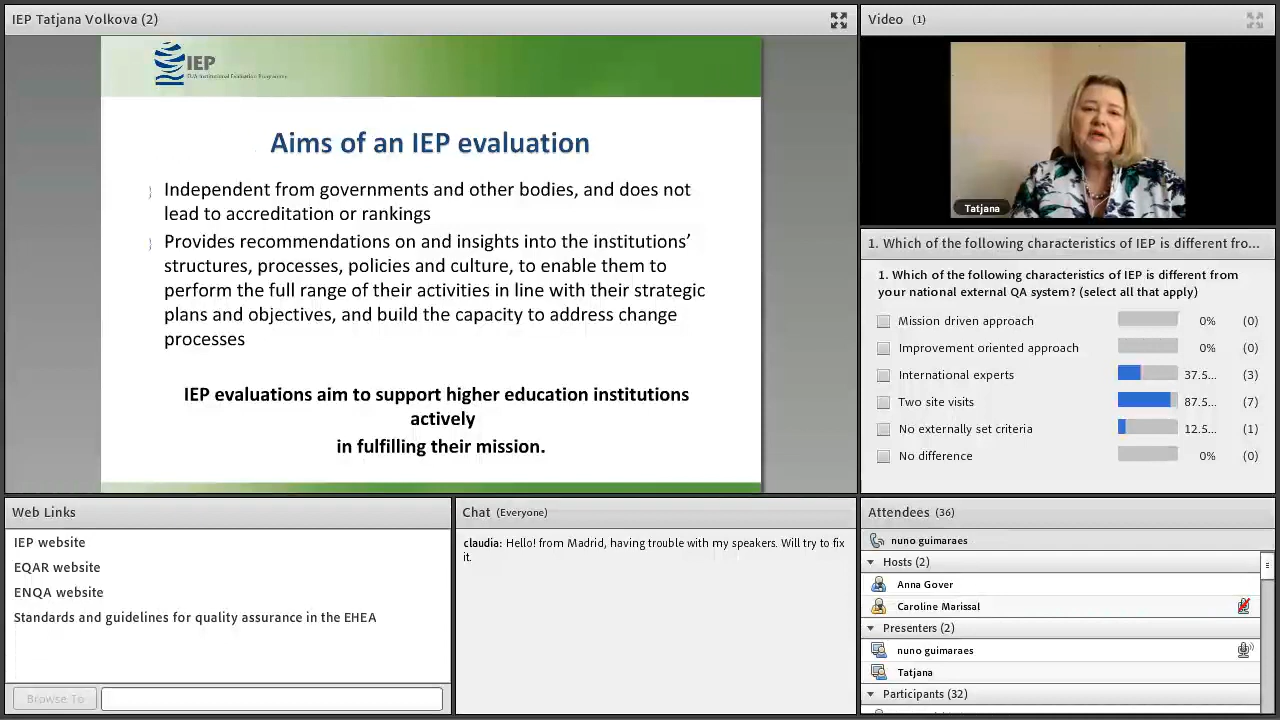 IEP Tatjana Volkova (2)
IEP
EUA Institutional Evaluation Programme
Aims of an IEP evaluation
Independent from governments and other bodies, and does not
lead to accreditation or rankings
Provides recommendations on and insights into the institutions’
structures, processes, policies and culture, to enable them to
perform the full range of their activities in line with their strategic
plans and objectives, and build the capacity to address change
processes
IEP evaluations aim to support higher education institutions
actively
in fulfilling their mission.
Video (1)
Tatjana
1. Which of the following characteristics of IEP is different fro...
1. Which of the following characteristics of IEP is different from
your national external QA system? (select all that apply)
Mission driven approach 0% (0)
Improvement oriented approach 0% (0)
International experts 37.5... (3)
Two site visits 87.5... (7)
No externally set criteria 12.5... (1)
No difference 0% (0)
Web Links
IEP website
EQAR website
ENQA website
Standards and guidelines for quality assurance in the EHEA
Browse To
Chat (Everyone)
claudia: Hello! from Madrid, having trouble with my speakers. Will try to fix
it.
Attendees (36)
nuno guimaraes
Hosts (2)
Anna Gover
Caroline Marissal
Presenters (2)
nuno guimaraes
Tatjana
Participants (32)